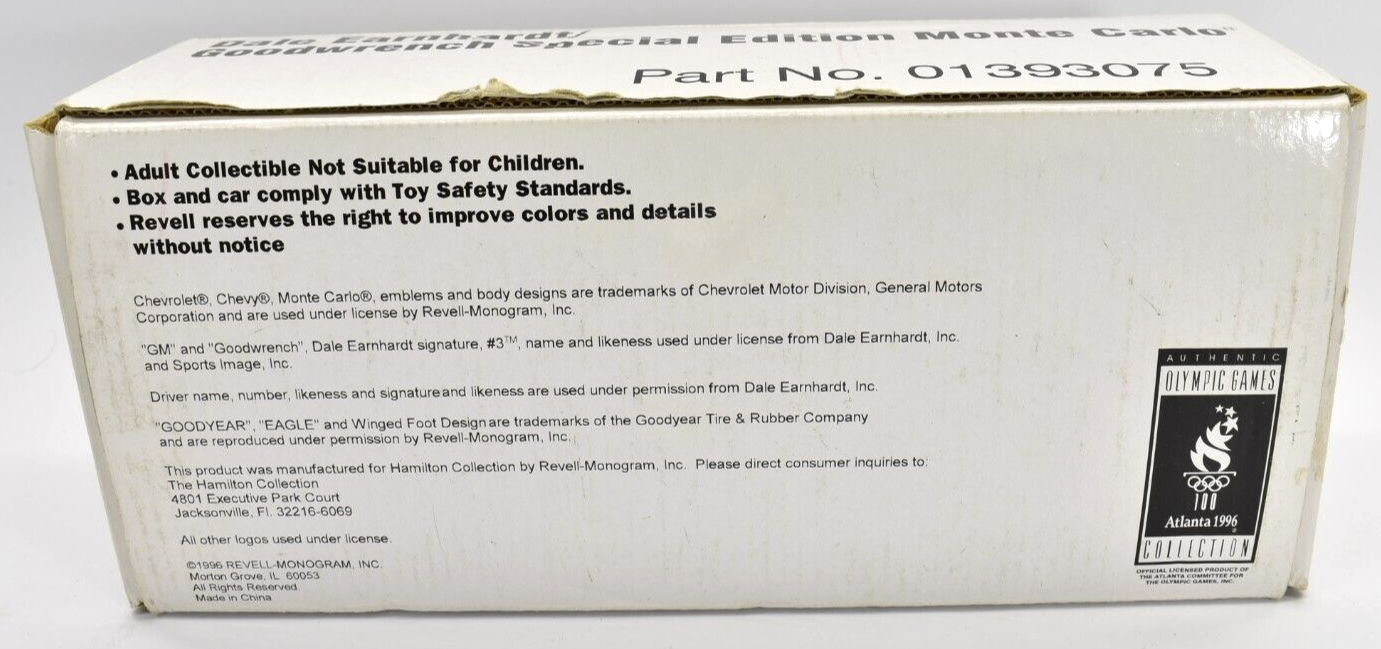 Dale Earnhardt/
Goodwrench Special Edition Monte Carlo™
Part No. 01393075
• Adult Collectible Not Suitable for Children.
• Box and car comply with Toy Safety Standards.
• Revell reserves the right to improve colors and details
without notice
Chevrolet®, Chevy®, Monte Carlo®, emblems and body designs are trademarks of Chevrolet Motor Division, General Motors
Corporation and are used under license by Revell-Monogram, Inc.
"GM" and "Goodwrench", Dale Earnhardt signature, #3™, name and likeness used under license from Dale Earnhardt, Inc.
and Sports Image, Inc.
Driver name, number, likeness and signatureand likeness are used under permission from Dale Earnhardt, Inc.
"GOODYEAR", "EAGLE" and Winged Foot Design are trademarks of the Goodyear Tire & Rubber Company
and are reproduced under permission by Revell-Monogram, Inc.
This product was manufactured for Hamilton Collection by Revell-Monogram, Inc. Please direct consumer inquiries to:
The Hamilton Collection
4801 Executive Park Court
Jacksonville, Fl. 32216-6069
All other logos used under license.
©1996 REVELL-MONOGRAM, INC.
Morton Grove, IL 60053
All Rights Reserved.
Made in China
AUTHENTIC
OLYMPIC GAMES
100
Atlanta 1996
®
COLLECTION
OFFICIAL LICENSED PRODUCT OF
THE ATLANTA COMMITTEE FOR
THE OLYMPIC GAMES, INC.